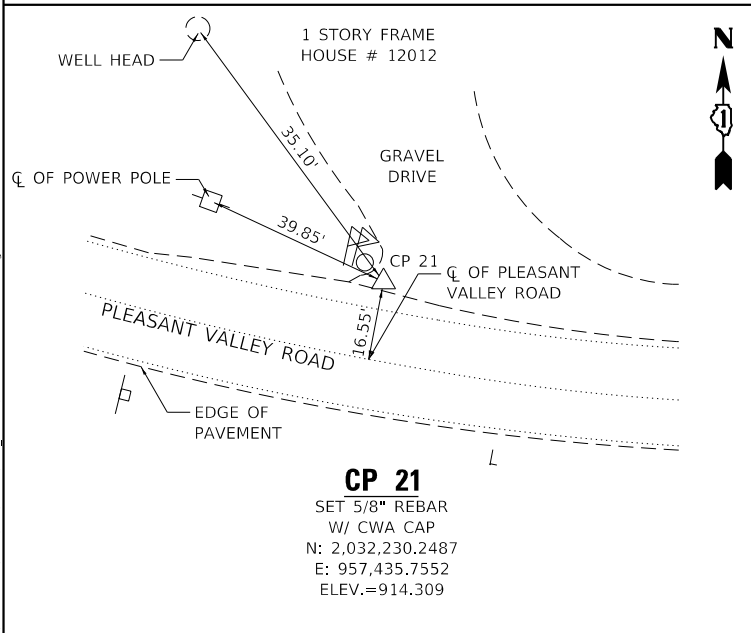 1 STORY FRAME
HOUSE # 12012
N
WELL HEAD
1
35.10'
GRAVEL
DRIVE
℄ OF POWER POLE
39.85'
CP 21
℄ OF PLEASANT
VALLEY ROAD
16.55'
PLEASANT VALLEY ROAD
EDGE OF
PAVEMENT
CP 21
SET 5/8" REBAR
W/ CWA CAP
N: 2,032,230.2487
E: 957,435.7552
ELEV.=914.309